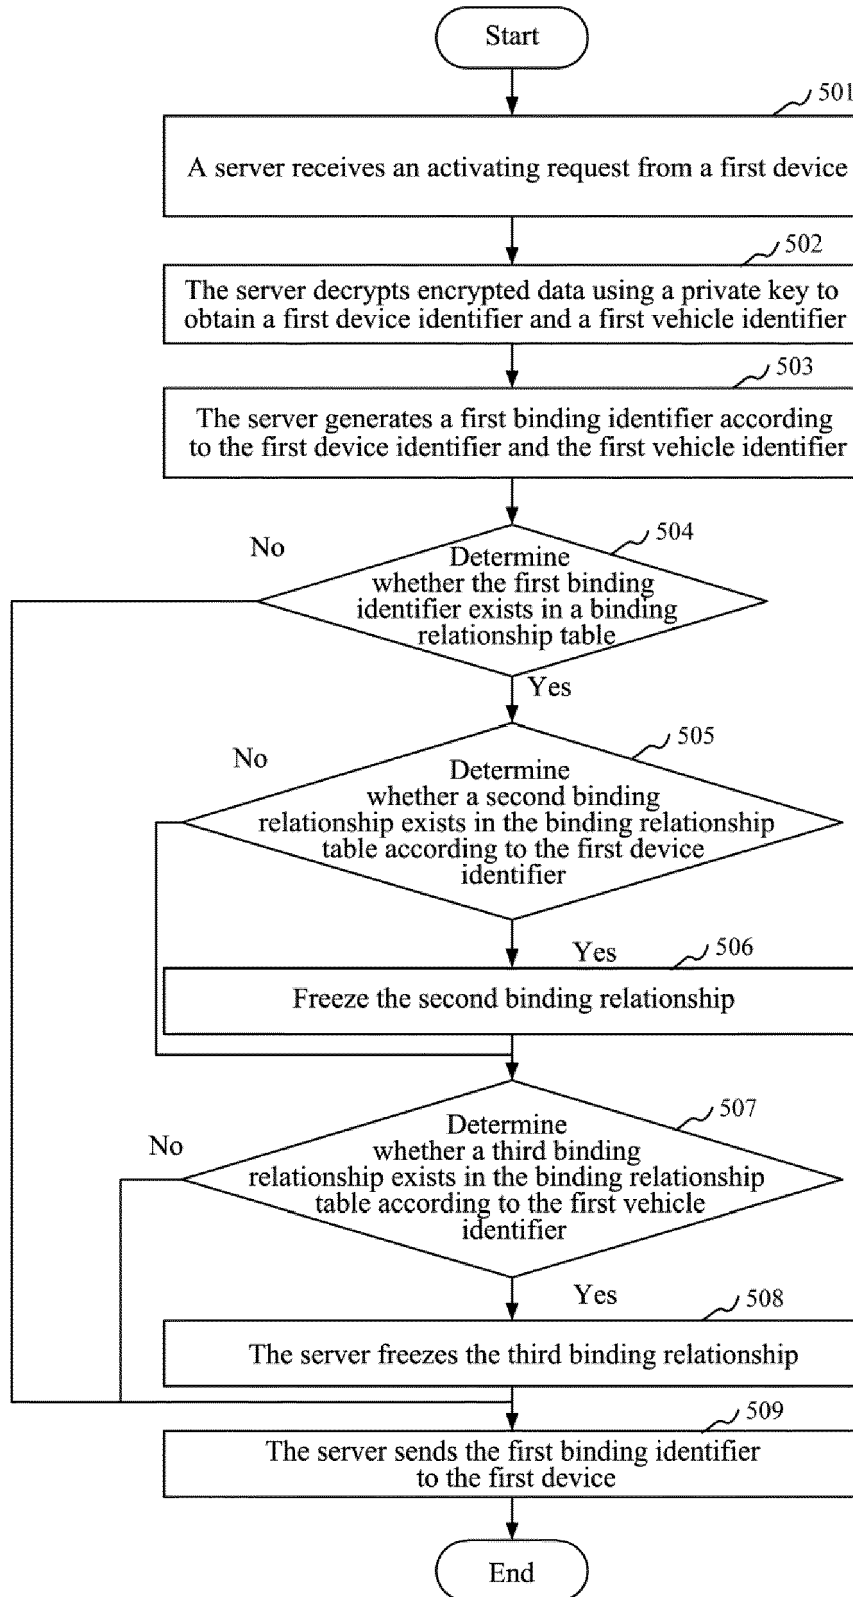 Start
501
A server receives an activating request from a first device
502
The server decrypts encrypted data using a private key to
obtain a first device identifier and a first vehicle identifier
503
The server generates a first binding identifier according
to the first device identifier and the first vehicle identifier
504
No
Determine
whether the first binding
identifier exists in a binding
relationship table
Yes
505
No
Determine
whether a second binding
relationship exists in the binding relationship
table according to the first device
identifier
Yes
506
Freeze the second binding relationship
507
No
Determine
whether a third binding
relationship exists in the binding relationship
table according to the first vehicle
identifier
Yes
508
The server freezes the third binding relationship
509
The server sends the first binding identifier
to the first device
End